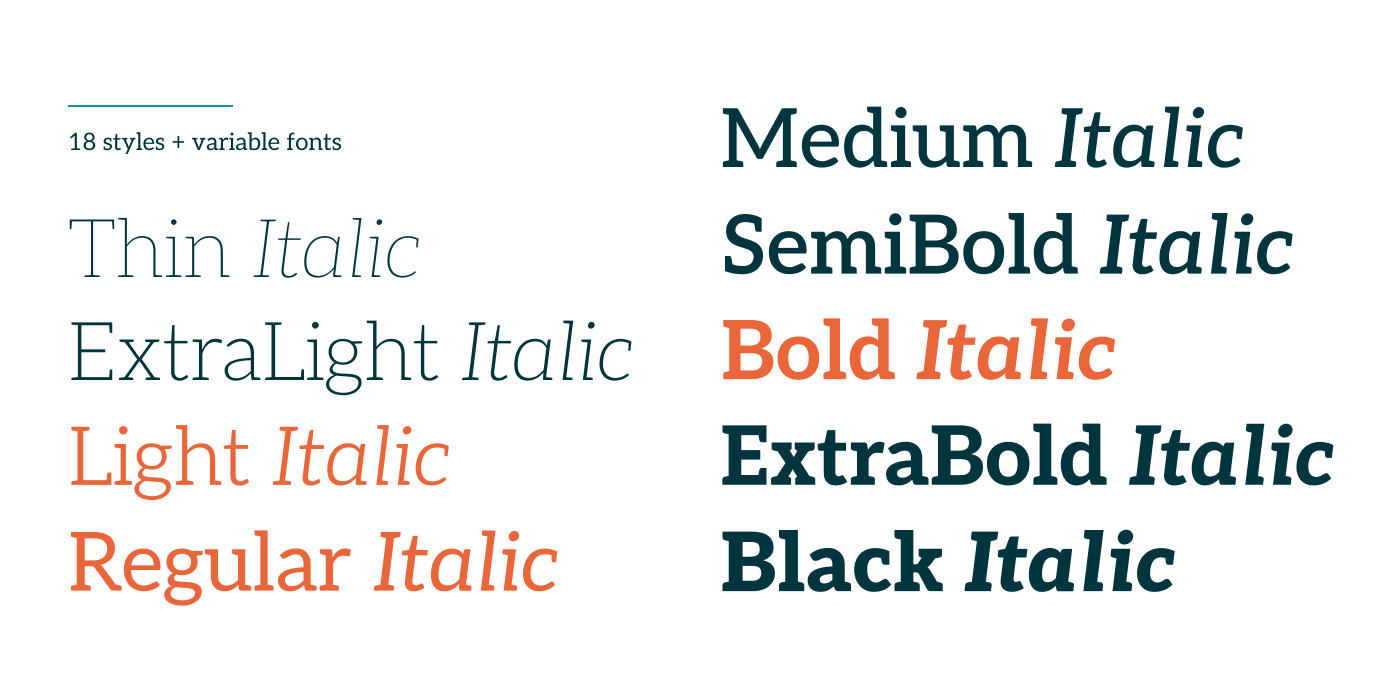 18 styles + variable fonts
Thin Italic
ExtraLight Italic
Light Italic
Regular Italic
Medium Italic
SemiBold Italic
Bold Italic
ExtraBold Italic
Black Italic